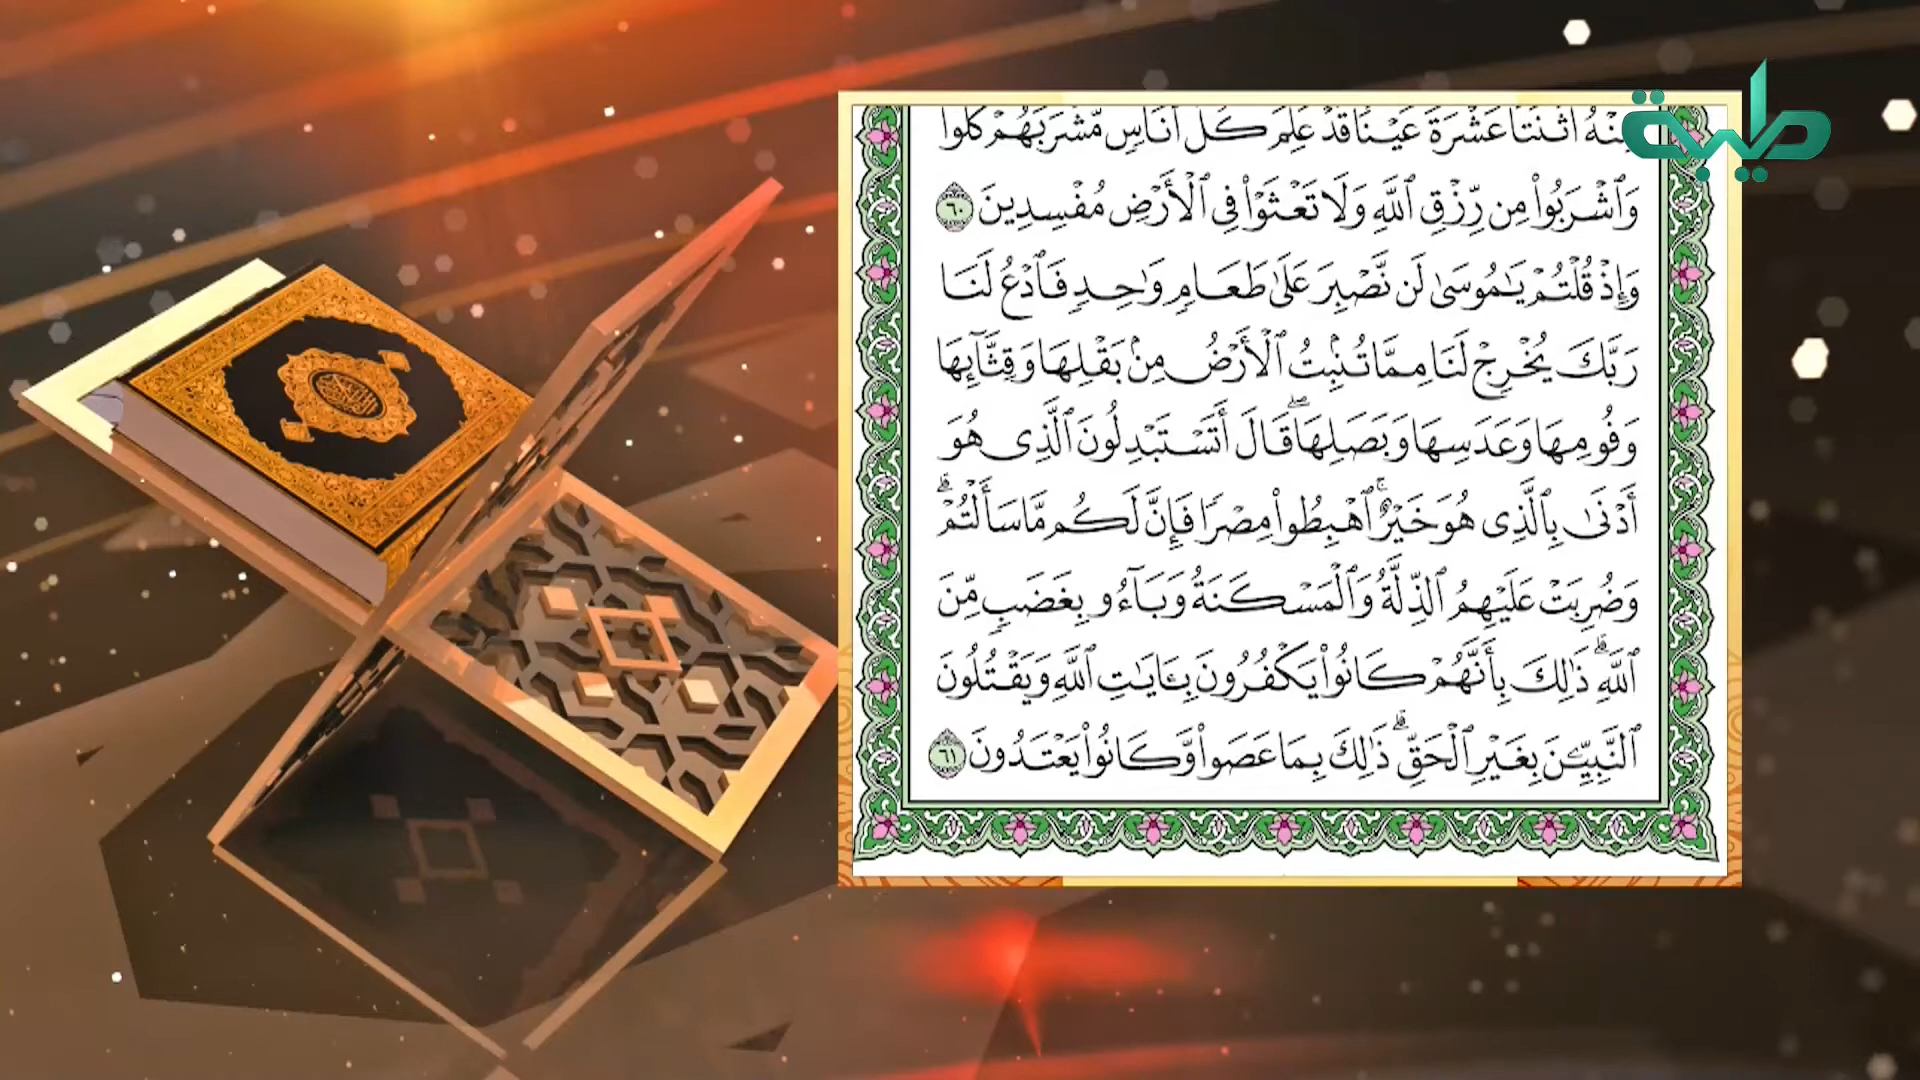 مِنْهُ ٱثْنَتَا عَشْرَةَ عَيْنًا قَدْ عَلِمَ كُلُّ أُنَاسٍ مَّشْرَبَهُمْ كُلُوا۟
وَٱشْرَبُوا۟ مِن رِّزْقِ ٱللَّهِ وَلَا تَعْثَوْا۟ فِى ٱلْأَرْضِ مُفْسِدِينَ ٦٠
وَإِذْ قُلْتُمْ يَـٰمُوسَىٰ لَن نَّصْبِرَ عَلَىٰ طَعَامٍ وَٰحِدٍ فَٱدْعُ لَنَا
رَبَّكَ يُخْرِجْ لَنَا مِمَّا تُنۢبِتُ ٱلْأَرْضُ مِنۢ بَقْلِهَا وَقِثَّآئِهَا
وَفُومِهَا وَعَدَسِهَا وَبَصَلِهَا ۖ قَالَ أَتَسْتَبْدِلُونَ ٱلَّذِى هُوَ
أَدْنَىٰ بِٱلَّذِى هُوَ خَيْرٌ ۚ ٱهْبِطُوا۟ مِصْرًا فَإِنَّ لَكُم مَّا سَأَلْتُمْ ۗ
وَضُرِبَتْ عَلَيْهِمُ ٱلذِّلَّةُ وَٱلْمَسْكَنَةُ وَبَآءُو بِغَضَبٍ مِّنَ
ٱللَّهِ ۗ ذَٰلِكَ بِأَنَّهُمْ كَانُوا۟ يَكْفُرُونَ بِـَٔايَـٰتِ ٱللَّهِ وَيَقْتُلُونَ
ٱلنَّبِيِّـۧنَ بِغَيْرِ ٱلْحَقِّ ۗ ذَٰلِكَ بِمَا عَصَوا۟ وَّكَانُوا۟ يَعْتَدُونَ ٦١
طيبة